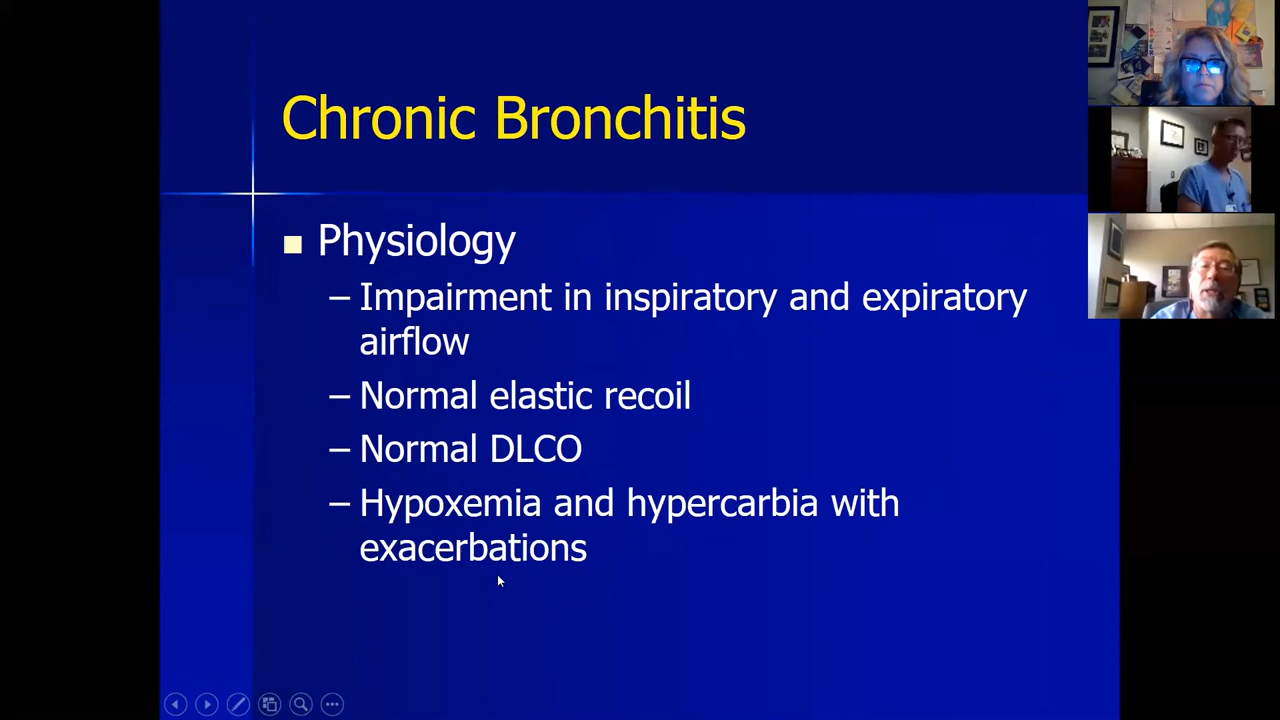 Chronic Bronchitis
Physiology
– Impairment in inspiratory and expiratory
airflow
– Normal elastic recoil
– Normal DLCO
– Hypoxemia and hypercarbia with
exacerbations